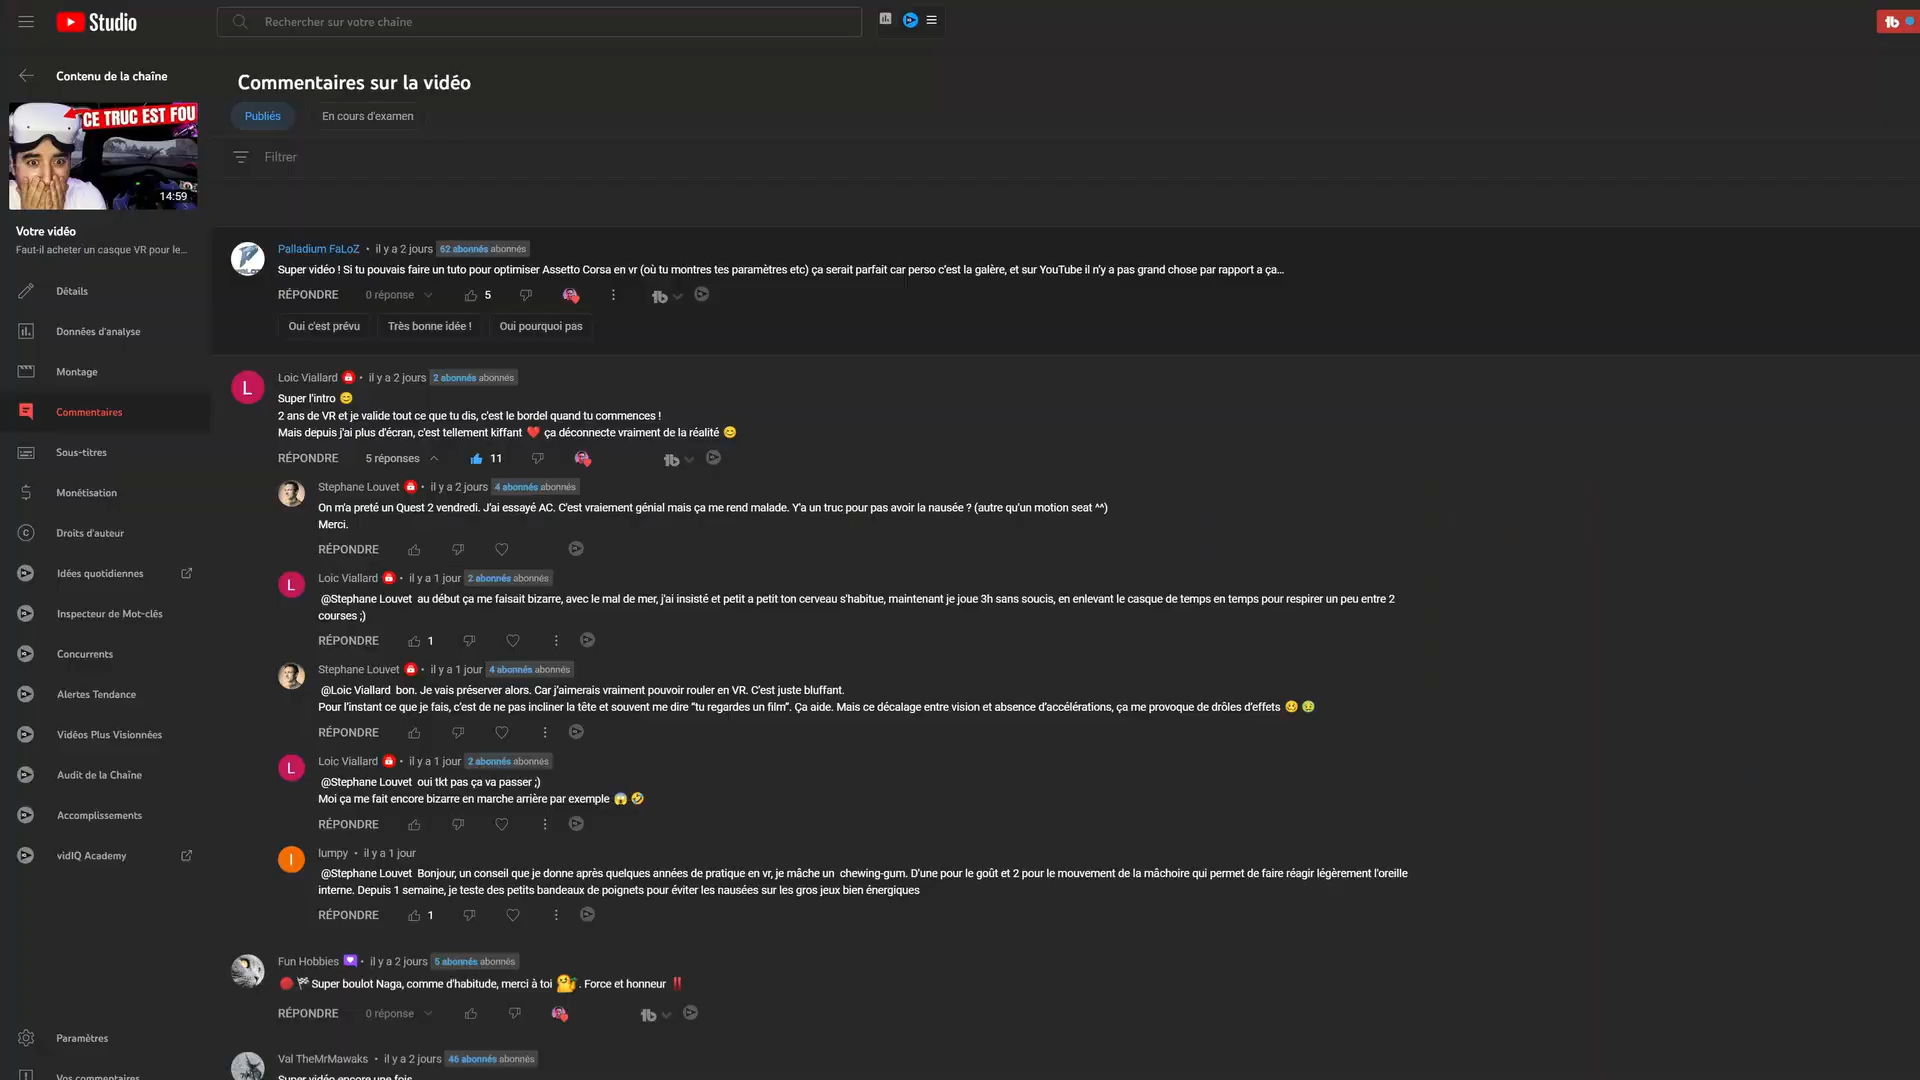 Studio
Rechercher sur votre chaîne
Contenu de la chaîne
CE TRUC EST FOU
14:59
Votre vidéo
Faut-il acheter un casque VR pour le...
Détails
Données d'analyse
Montage
Commentaires
Sous-titres
Monétisation
Droits d'auteur
Idées quotidiennes
Inspecteur de Mot-clés
Concurrents
Alertes Tendance
Vidéos Plus Visionnées
Audit de la Chaîne
Accomplissements
vidIQ Academy
Paramètres
Vos commentaires
Commentaires sur la vidéo
Publiés En cours d'examen
Filtrer
Palladium FaLoZ • il y a 2 jours 62 abonnés abonnés
Super vidéo ! Si tu pouvais faire un tuto pour optimiser Assetto Corsa en vr (où tu montres tes paramètres etc) ça serait parfait car perso c'est la galère, et sur YouTube il n'y a pas grand chose par rapport a ça...
RÉPONDRE 0 réponse 5 tb
Oui c'est prévu Très bonne idée ! Oui pourquoi pas
L Loic Viallard • il y a 2 jours 2 abonnés abonnés
Super l'intro 😊
2 ans de VR et je valide tout ce que tu dis, c'est le bordel quand tu commences !
Mais depuis j'ai plus d'écran, c'est tellement kiffant ❤️ ça déconnecte vraiment de la réalité 😊
RÉPONDRE 5 réponses 11 tb
Stephane Louvet • il y a 2 jours 4 abonnés abonnés
On m'a preté un Quest 2 vendredi. J'ai essayé AC. C'est vraiment génial mais ça me rend malade. Y'a un truc pour pas avoir la nausée ? (autre qu'un motion seat ^^)
Merci.
RÉPONDRE
L Loic Viallard • il y a 1 jour 2 abonnés abonnés
@Stephane Louvet au début ça me faisait bizarre, avec le mal de mer, j'ai insisté et petit a petit ton cerveau s'habitue, maintenant je joue 3h sans soucis, en enlevant le casque de temps en temps pour respirer un peu entre 2
courses ;)
RÉPONDRE 1
Stephane Louvet • il y a 1 jour 4 abonnés abonnés
@Loic Viallard bon. Je vais préserver alors. Car j'aimerais vraiment pouvoir rouler en VR. C'est juste bluffant.
Pour l'instant ce que je fais, c'est de ne pas incliner la tête et souvent me dire “tu regardes un film”. Ça aide. Mais ce décalage entre vision et absence d'accélérations, ça me provoque de drôles d'effets 🥴 🤢
RÉPONDRE
L Loic Viallard • il y a 1 jour 2 abonnés abonnés
@Stephane Louvet oui tkt pas ça va passer ;)
Moi ça me fait encore bizarre en marche arrière par exemple 😱 🤣
RÉPONDRE
l lumpy • il y a 1 jour
@Stephane Louvet Bonjour, un conseil que je donne après quelques années de pratique en vr, je mâche un chewing-gum. D'une pour le goût et 2 pour le mouvement de la mâchoire qui permet de faire réagir légèrement l'oreille
interne. Depuis 1 semaine, je teste des petits bandeaux de poignets pour éviter les nausées sur les gros jeux bien énergiques
RÉPONDRE 1
Fun Hobbies • il y a 2 jours 5 abonnés abonnés
🔴 🏁 Super boulot Naga, comme d'habitude, merci à toi . Force et honneur ‼️
RÉPONDRE 0 réponse tb
Val TheMrMawaks • il y a 2 jours 46 abonnés abonnés
Super vidéo encore une fois
tb